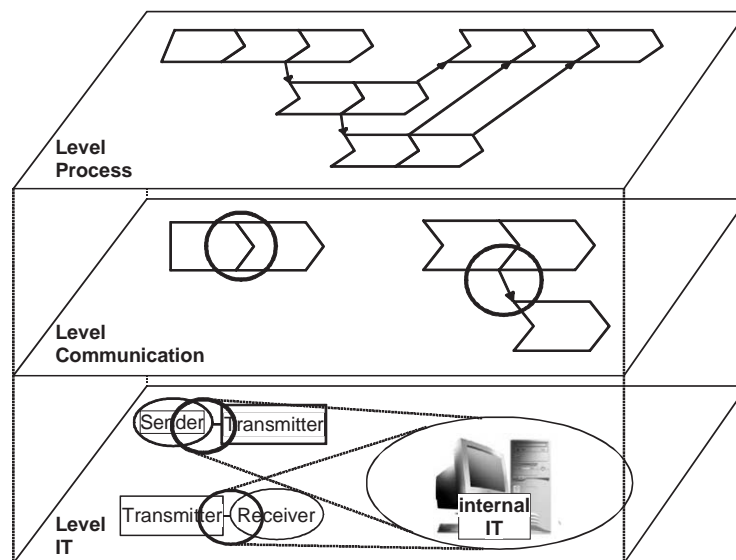 Level
Process
Level
Communication
Sender
Transmitter
Transmitter
Receiver
internal
IT
Level
IT